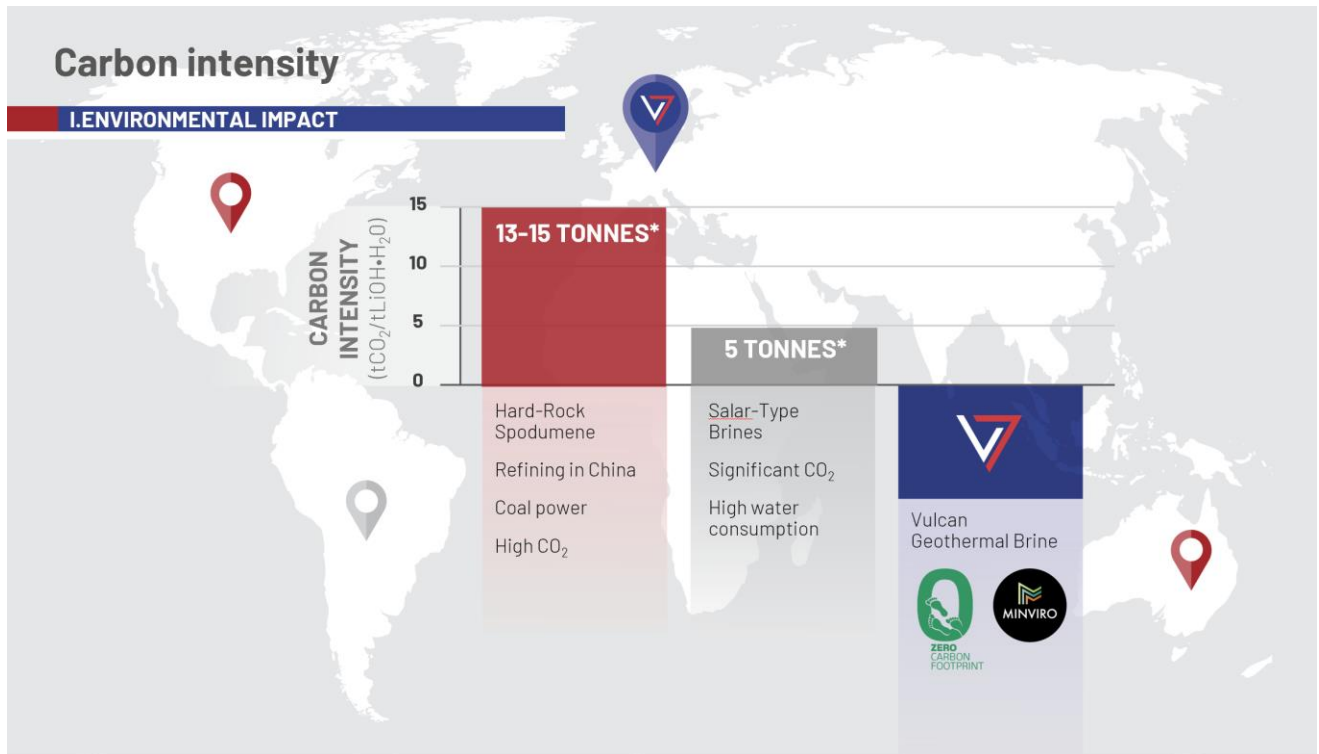 Carbon intensity
I.ENVIRONMENTAL IMPACT
CARBON
INTENSITY
(tCO₂/tLiOH•H₂0)
15
10
5
0
13-15 TONNES*
5 TONNES*
Hard-Rock
Spodumene
Refining in China
Coal power
High CO₂
Salar-Type
Brines
Significant CO₂
High water
consumption
Vulcan
Geothermal Brine
ZERO
CARBON
FOOTPRINT
MINVIRO